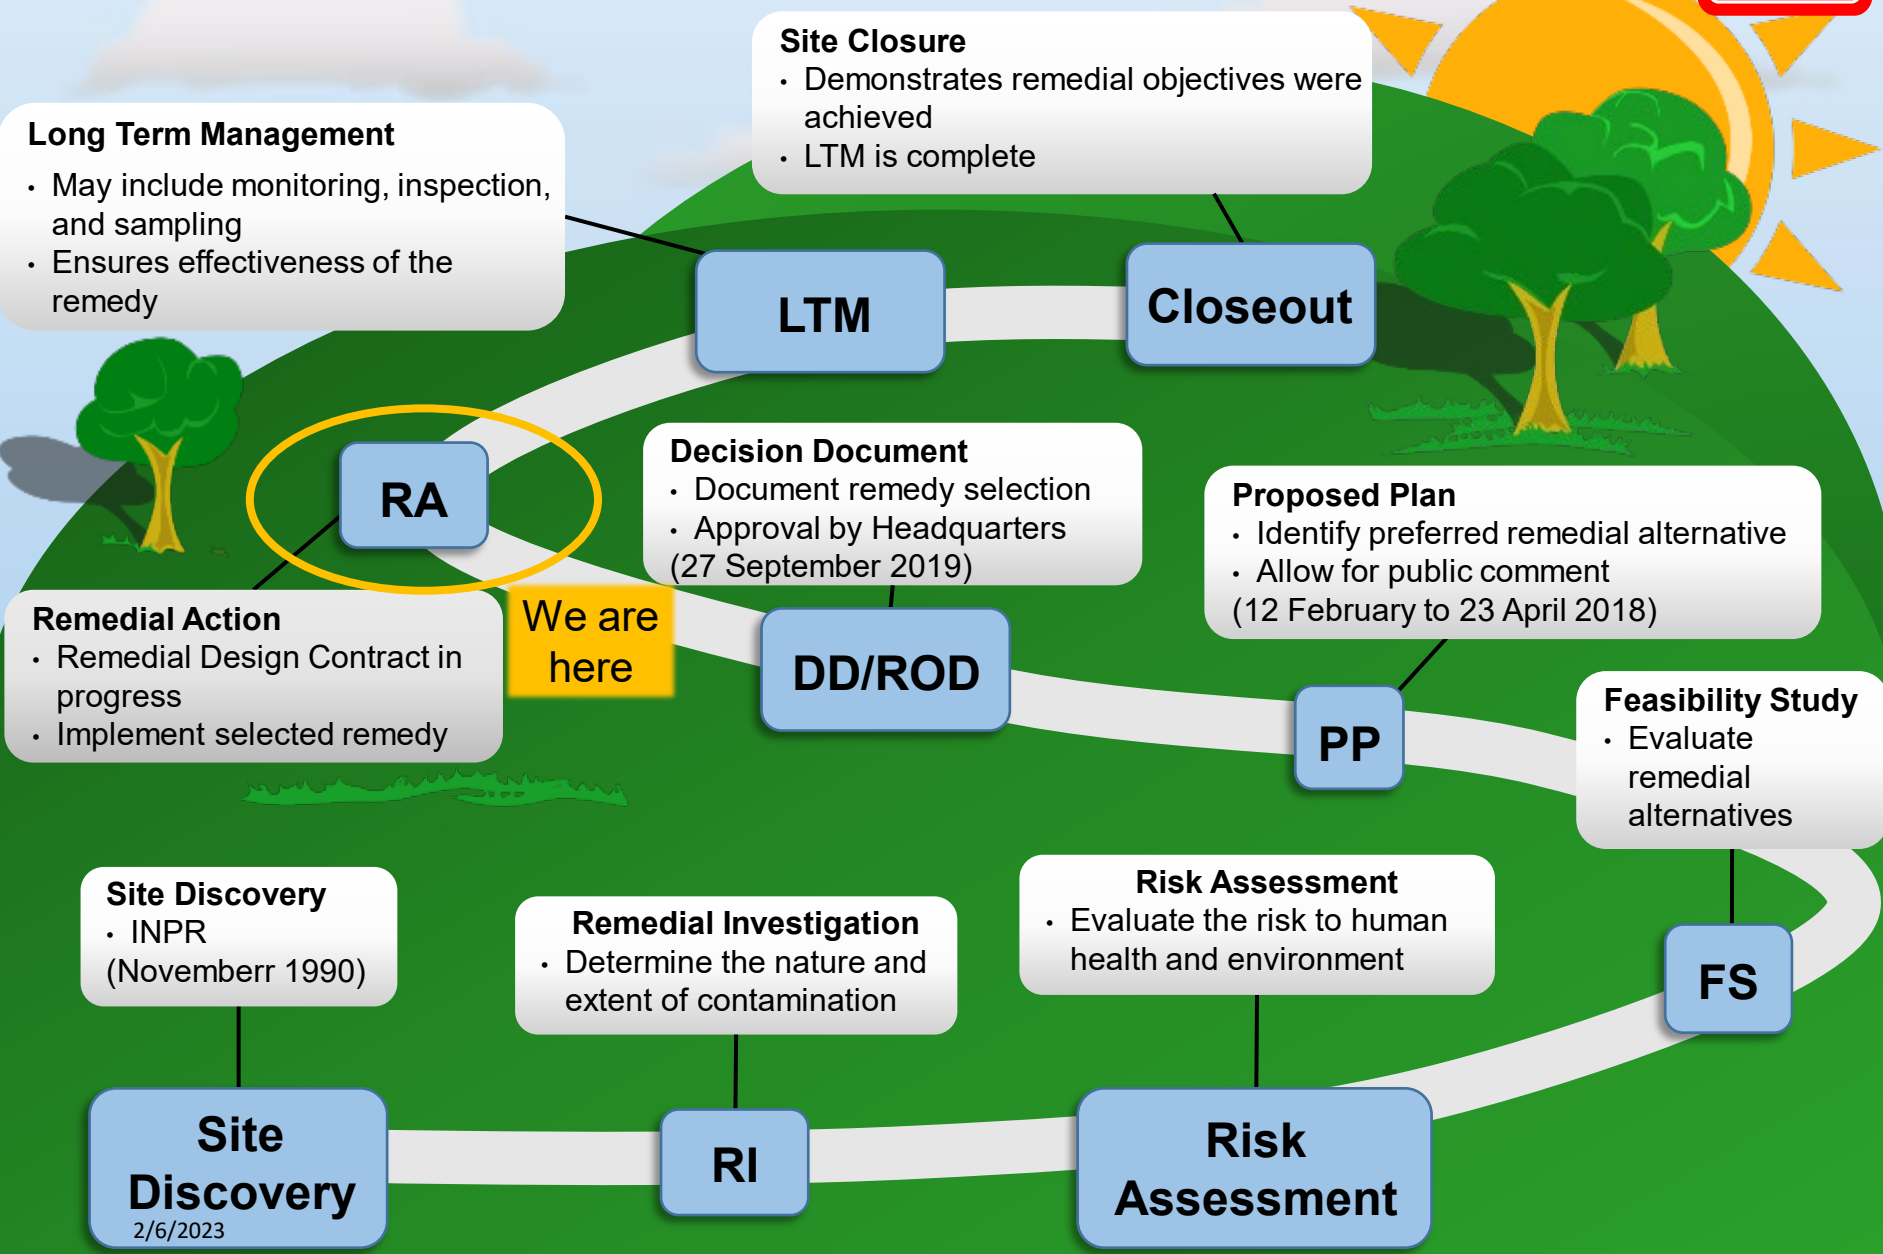 Site Closure
• Demonstrates remedial objectives were
achieved
• LTM is complete
Long Term Management
• May include monitoring, inspection,
and sampling
• Ensures effectiveness of the
remedy
LTM
Closeout
RA
Decision Document
• Document remedy selection
• Approval by Headquarters
(27 September 2019)
Proposed Plan
• Identify preferred remedial alternative
• Allow for public comment
(12 February to 23 April 2018)
Remedial Action
• Remedial Design Contract in
progress
• Implement selected remedy
We are
here
DD/ROD
PP
Feasibility Study
• Evaluate
remedial
alternatives
Site Discovery
• INPR
(Novemberr 1990)
Remedial Investigation
• Determine the nature and
extent of contamination
Risk Assessment
• Evaluate the risk to human
health and environment
FS
Site
Discovery
2/6/2023
RI
Risk
Assessment